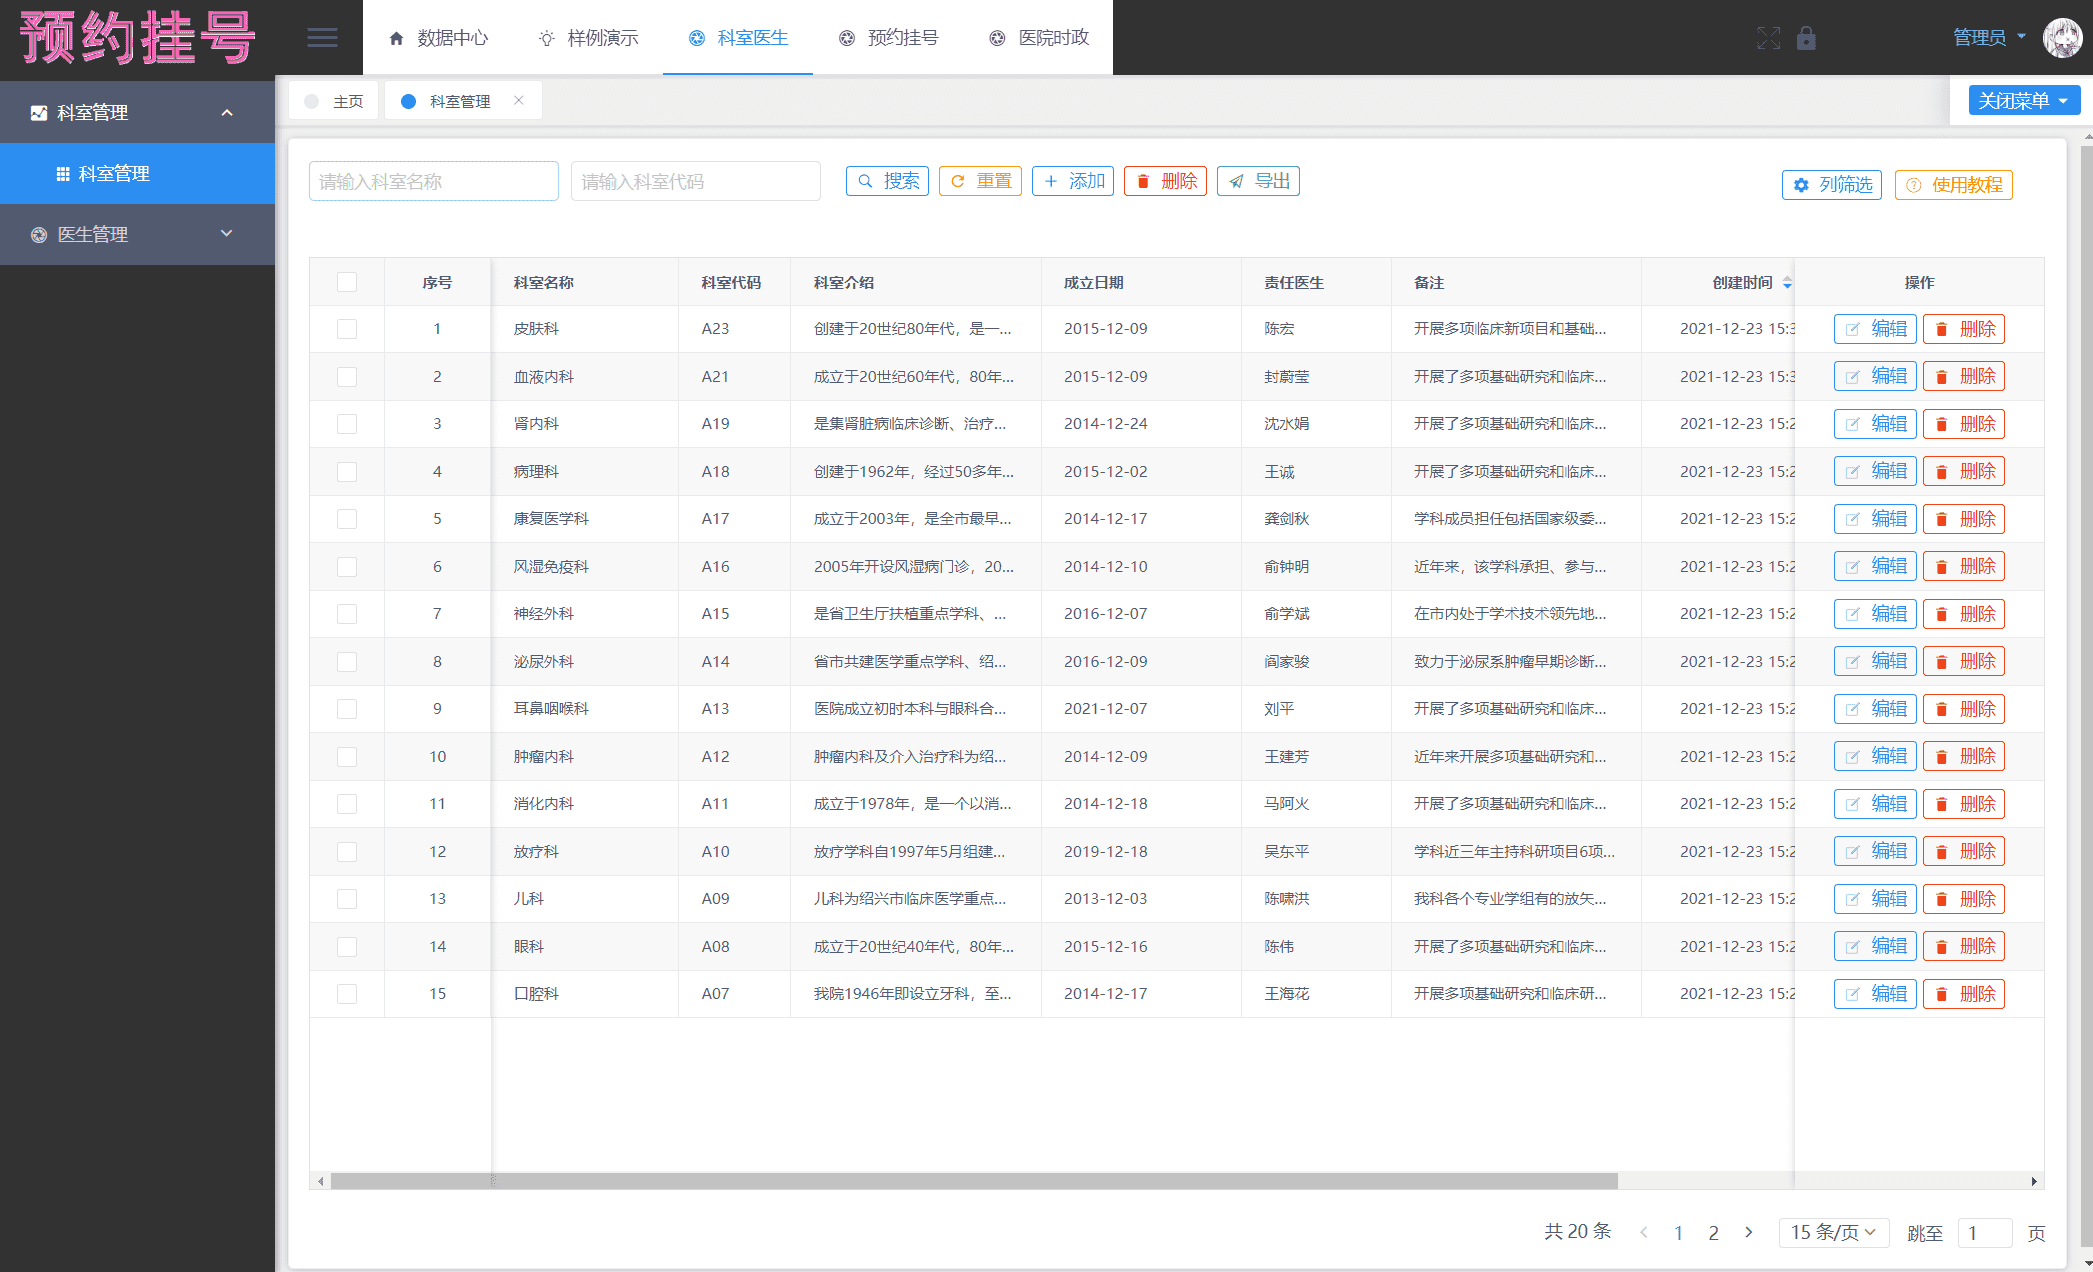 预约挂号
数据中心 样例演示 科室医生 预约挂号 医院时政
管理员
科室管理
科室管理
医生管理
主页 科室管理
关闭菜单
请输入科室名称 请输入科室代码 搜索 重置 添加 删除 导出 列筛选 使用教程
序号 科室名称 科室代码 科室介绍 成立日期 责任医生 备注 创建时间 操作
1 皮肤科 A23 创建于20世纪80年代，是一... 2015-12-09 陈宏 开展多项临床新项目和基础... 2021-12-23 15:3 编辑 删除
2 血液内科 A21 成立于20世纪60年代，80年... 2015-12-09 封蔚莹 开展了多项基础研究和临床... 2021-12-23 15:3 编辑 删除
3 肾内科 A19 是集肾脏病临床诊断、治疗... 2014-12-24 沈水娟 开展了多项基础研究和临床... 2021-12-23 15:2 编辑 删除
4 病理科 A18 创建于1962年，经过50多年... 2015-12-02 王诚 开展了多项基础研究和临床... 2021-12-23 15:2 编辑 删除
5 康复医学科 A17 成立于2003年，是全市最早... 2014-12-17 龚剑秋 学科成员担任包括国家级委... 2021-12-23 15:2 编辑 删除
6 风湿免疫科 A16 2005年开设风湿病门诊，20... 2014-12-10 俞钟明 近年来，该学科承担、参与... 2021-12-23 15:2 编辑 删除
7 神经外科 A15 是省卫生厅扶植重点学科、... 2016-12-07 俞学斌 在市内处于学术技术领先地... 2021-12-23 15:2 编辑 删除
8 泌尿外科 A14 省市共建医学重点学科、绍... 2016-12-09 阎家骏 致力于泌尿系肿瘤早期诊断... 2021-12-23 15:2 编辑 删除
9 耳鼻咽喉科 A13 医院成立初时本科与眼科合... 2021-12-07 刘平 开展了多项基础研究和临床... 2021-12-23 15:2 编辑 删除
10 肿瘤内科 A12 肿瘤内科及介入治疗科为绍... 2014-12-09 王建芳 近年来开展多项基础研究和... 2021-12-23 15:2 编辑 删除
11 消化内科 A11 成立于1978年，是一个以消... 2014-12-18 马阿火 开展了多项基础研究和临床... 2021-12-23 15:2 编辑 删除
12 放疗科 A10 放疗学科自1997年5月组建... 2019-12-18 吴东平 学科近三年主持科研项目6项... 2021-12-23 15:2 编辑 删除
13 儿科 A09 儿科为绍兴市临床医学重点... 2013-12-03 陈啸洪 我科各个专业学组有的放矢... 2021-12-23 15:2 编辑 删除
14 眼科 A08 成立于20世纪40年代，80年... 2015-12-16 陈伟 开展了多项基础研究和临床... 2021-12-23 15:2 编辑 删除
15 口腔科 A07 我院1946年即设立牙科，至... 2014-12-17 王海花 开展多项基础研究和临床研... 2021-12-23 15:2 编辑 删除
共 20 条 1 2 15 条/页 跳至 1 页